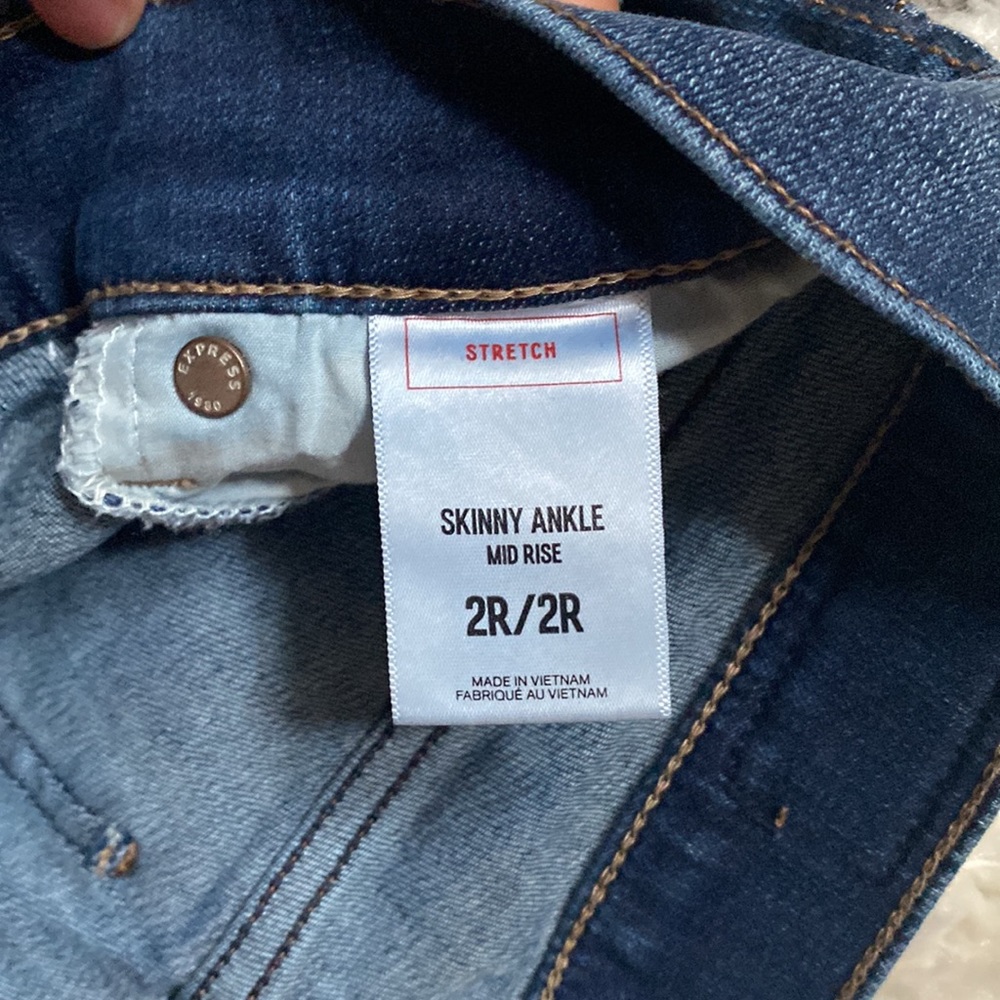 EXPRESS
1980
STRETCH
SKINNY ANKLE
MID RISE
2R/2R
MADE IN VIETNAM
FABRIQUÉ AU VIETNAM